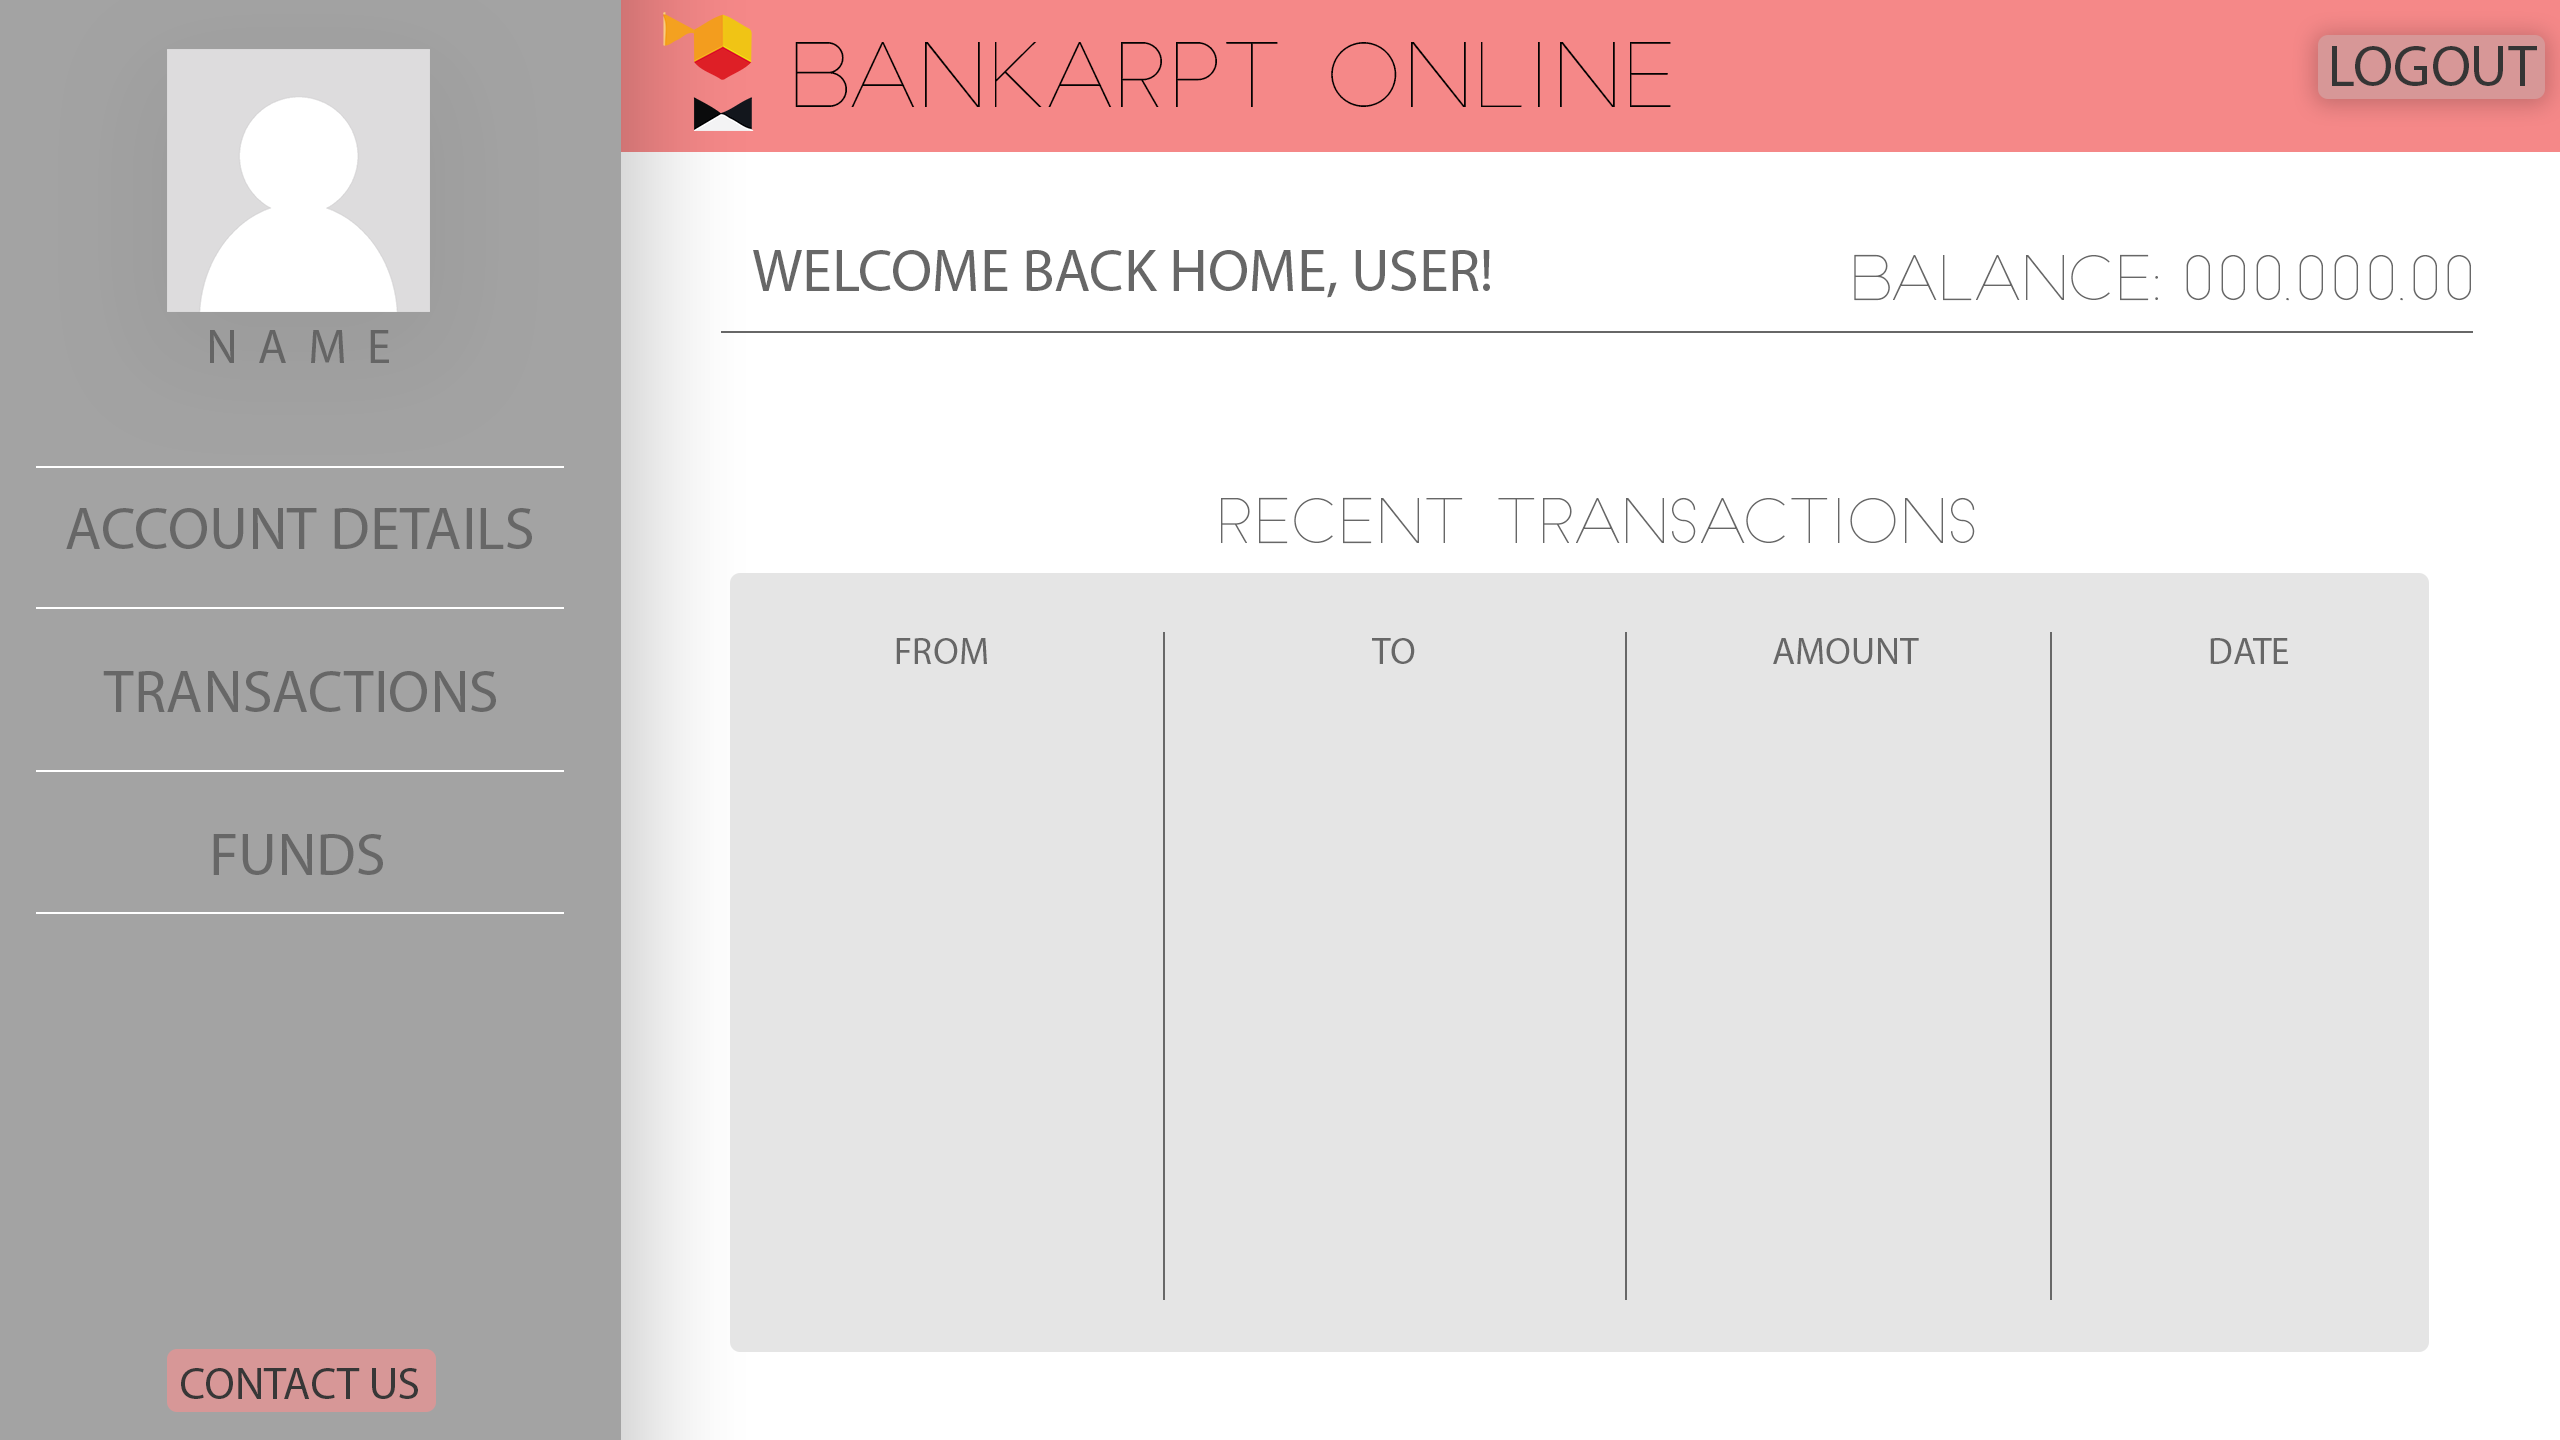 BANKARPT ONLINE
LOGOUT
NAME
ACCOUNT DETAILS
TRANSACTIONS
FUNDS
CONTACT US
WELCOME BACK HOME, USER!
BALANCE: 000.000.00
RECENT TRANSACTIONS
FROM TO AMOUNT DATE